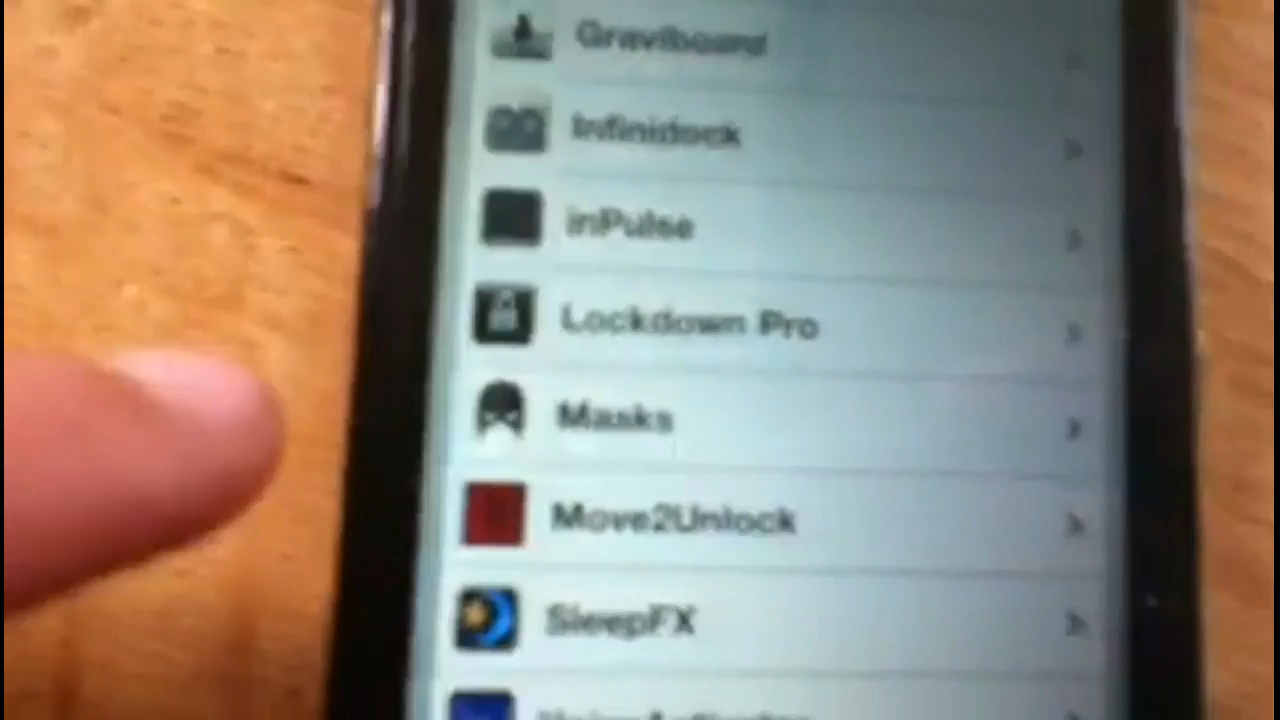 Graviboard
Infinidock
inPulse
Lockdown Pro
Masks
Move2Unlock
SleepFX